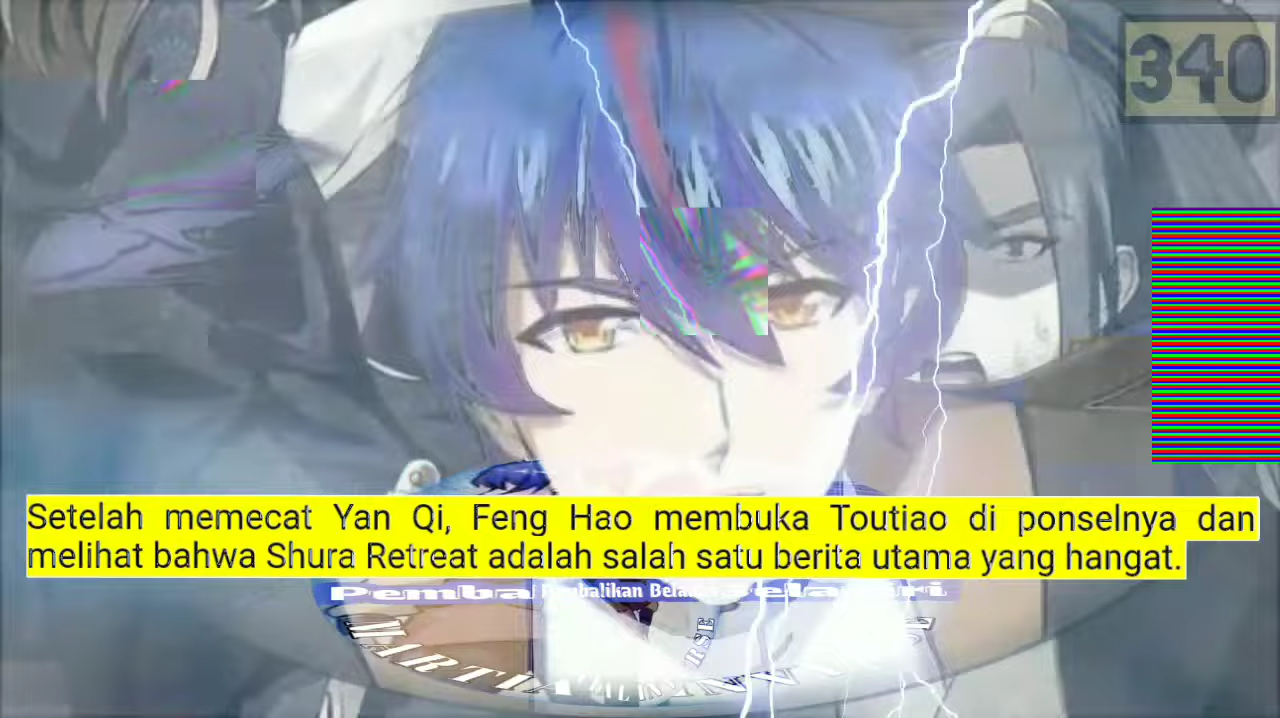 340
Setelah memecat Yan Qi, Feng Hao membuka Toutiao di ponselnya dan
melihat bahwa Shura Retreat adalah salah satu berita utama yang hangat.